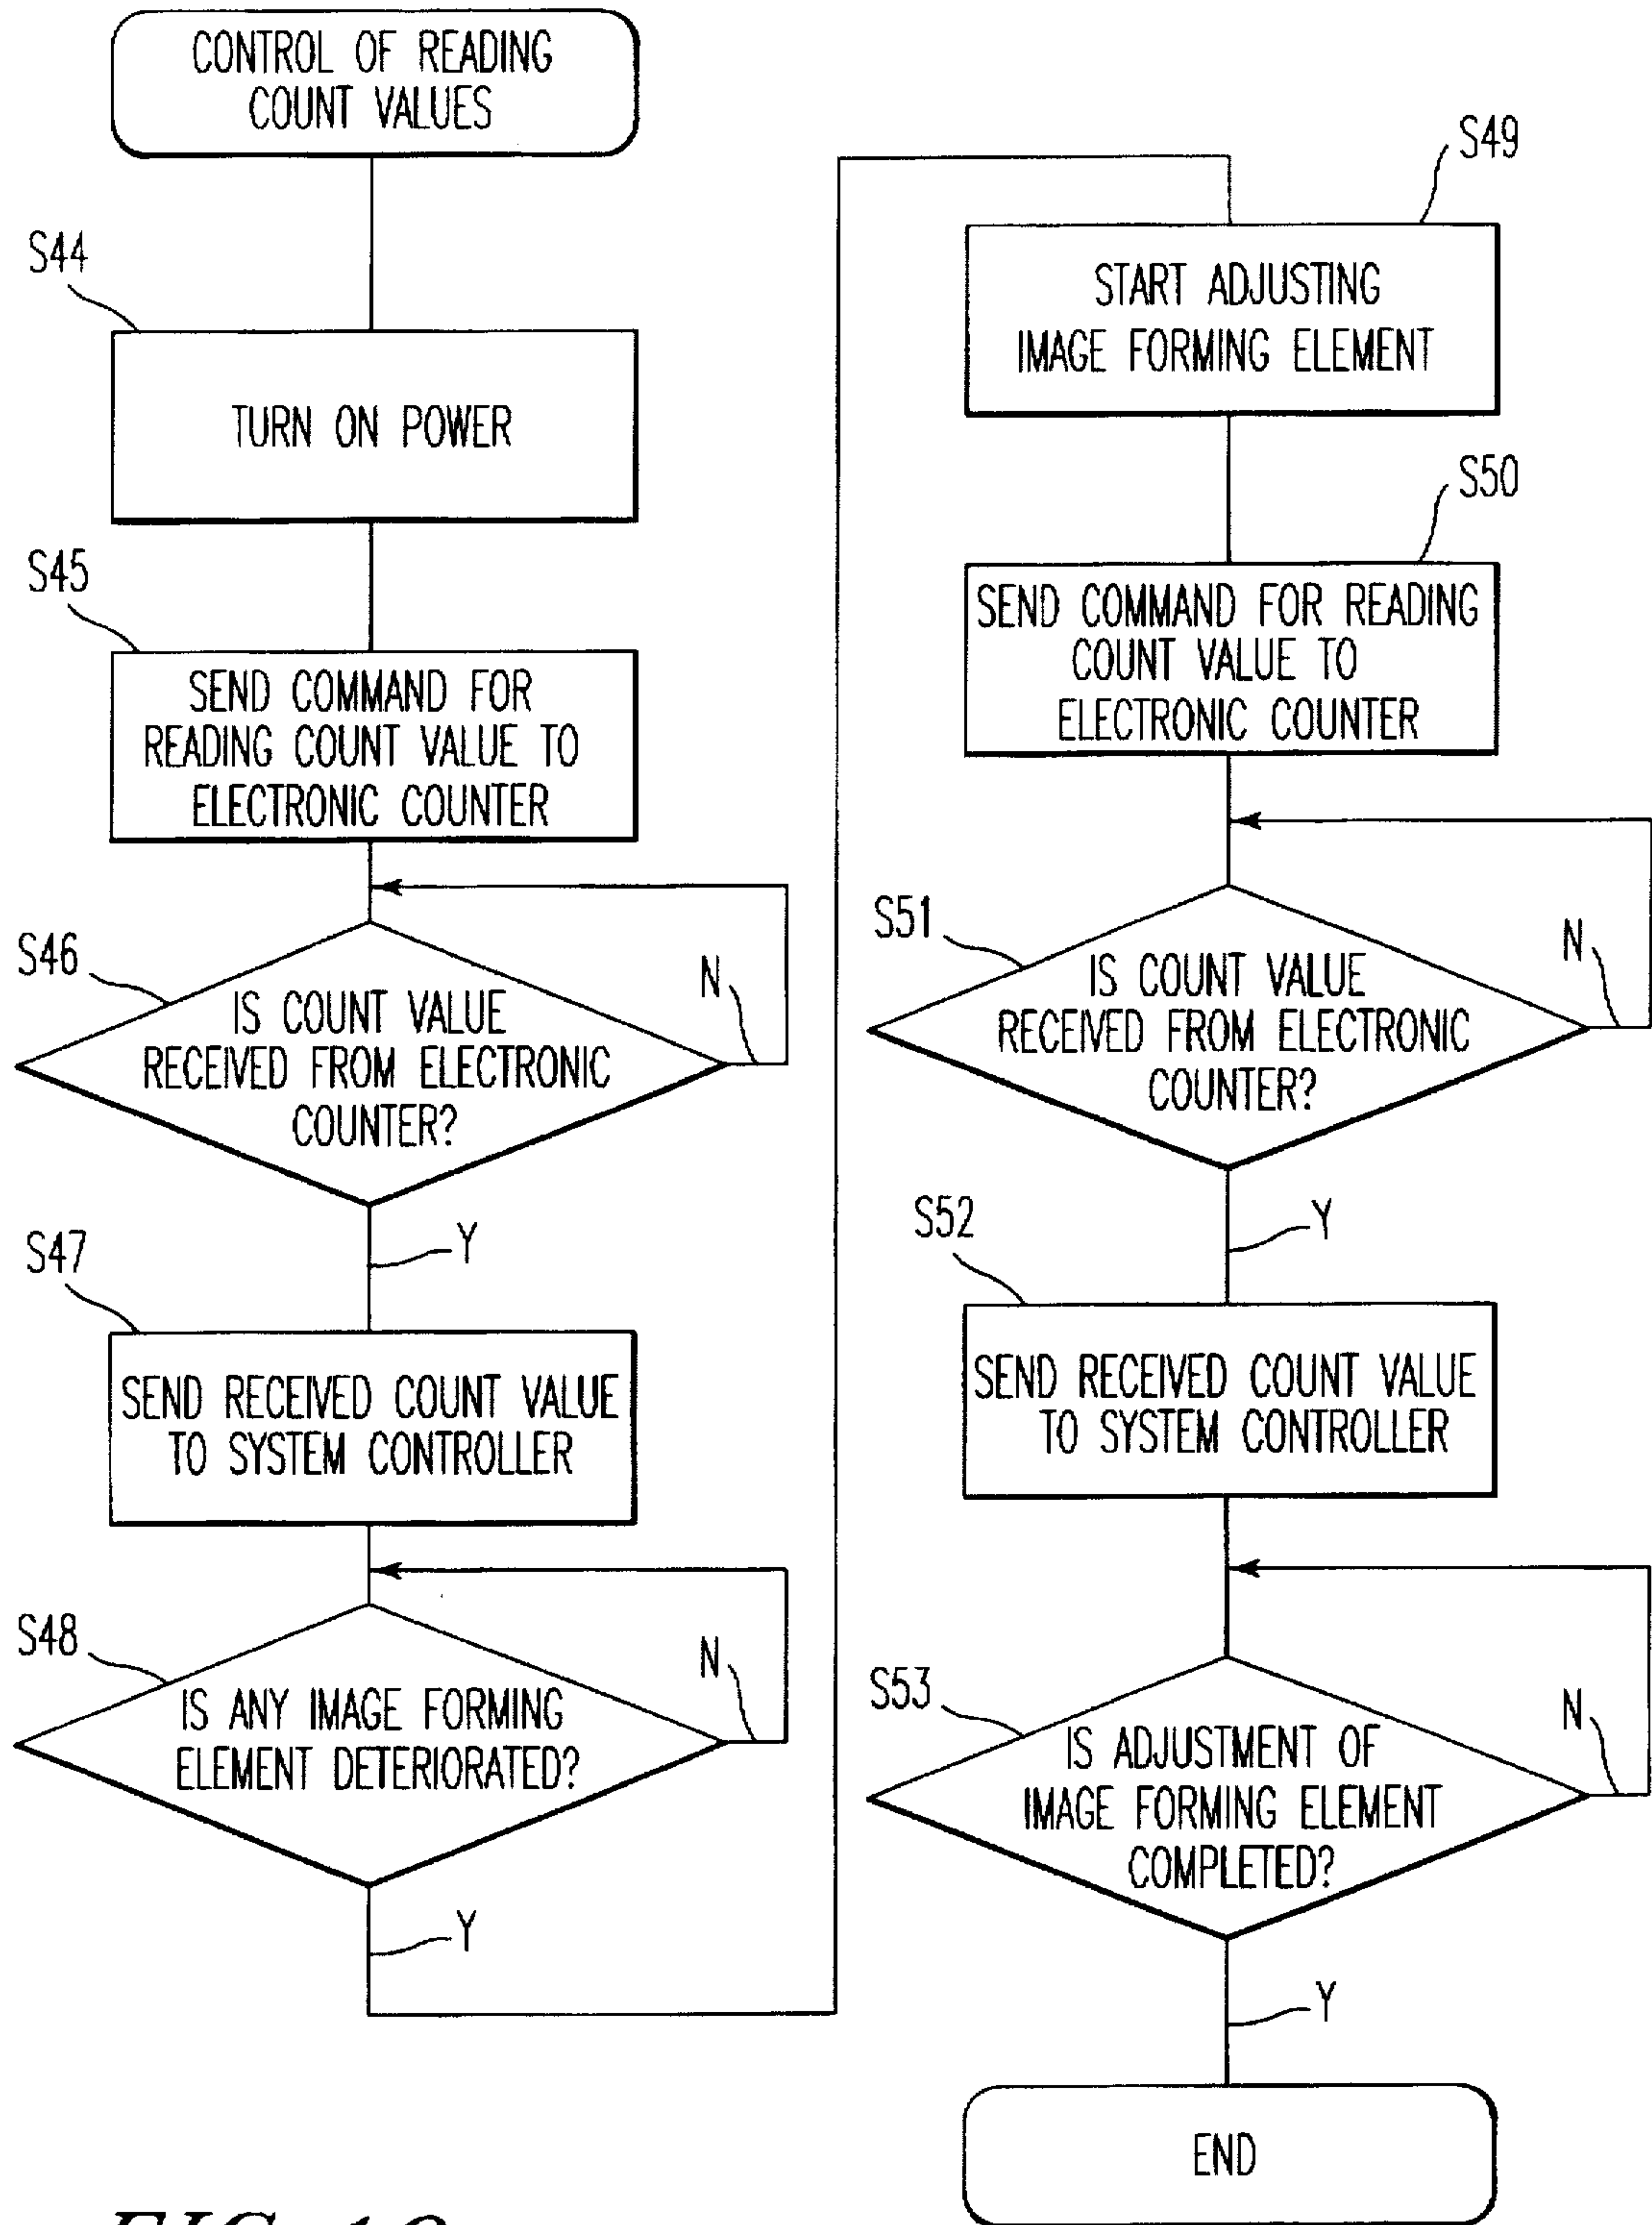 CONTROL OF READING
COUNT VALUES
S44
TURN ON POWER
S45
SEND COMMAND FOR
READING COUNT VALUE TO
ELECTRONIC COUNTER
S46
IS COUNT VALUE
RECEIVED FROM ELECTRONIC
COUNTER?
N
Y
S47
SEND RECEIVED COUNT VALUE
TO SYSTEM CONTROLLER
S48
IS ANY IMAGE FORMING
ELEMENT DETERIORATED?
N
Y
S49
START ADJUSTING
IMAGE FORMING ELEMENT
S50
SEND COMMAND FOR READING
COUNT VALUE TO
ELECTRONIC COUNTER
S51
IS COUNT VALUE
RECEIVED FROM ELECTRONIC
COUNTER?
N
Y
S52
SEND RECEIVED COUNT VALUE
TO SYSTEM CONTROLLER
S53
IS ADJUSTMENT OF
IMAGE FORMING ELEMENT
COMPLETED?
N
Y
END